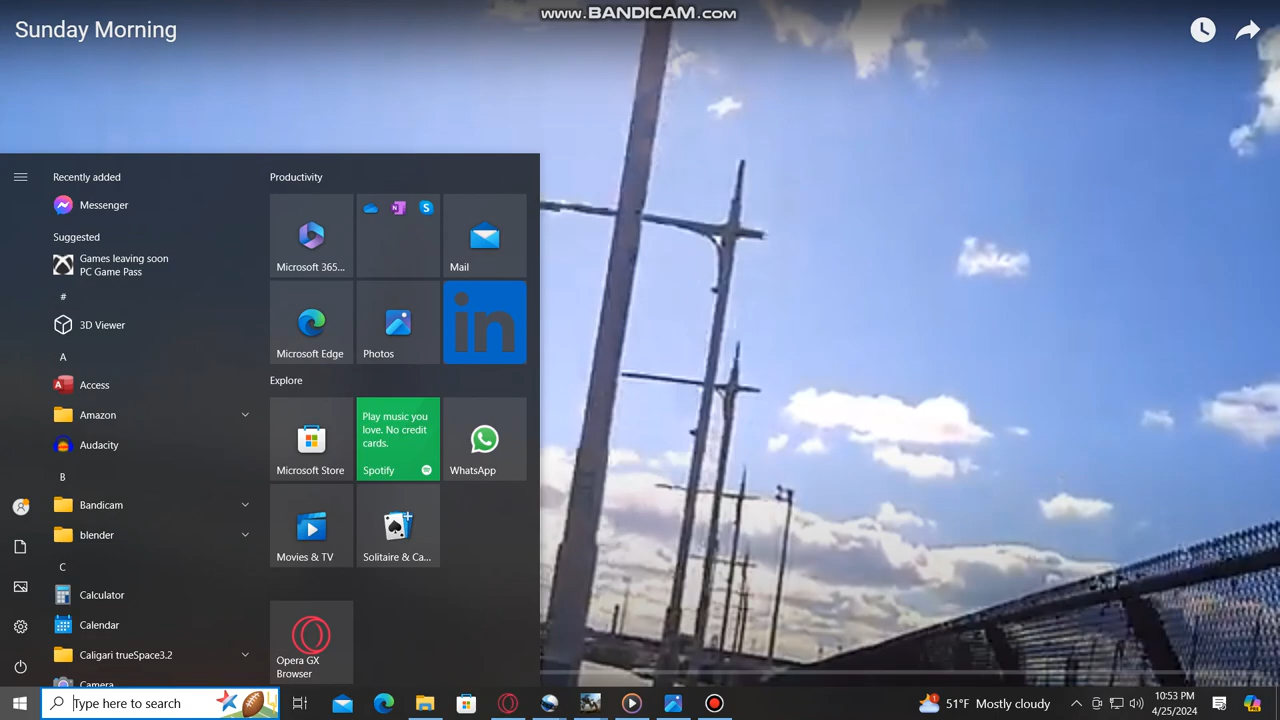 www.BANDICAM.com
Sunday Morning
Recently added
Messenger
Suggested
Games leaving soon
PC Game Pass
#
3D Viewer
A
Access
Amazon
Audacity
B
Bandicam
blender
C
Calculator
Calendar
Caligari trueSpace3.2
Camera
Productivity
Microsoft 365...
Mail
Microsoft Edge
Photos
in
Explore
Microsoft Store
Play music you
love. No credit
cards.
Spotify
WhatsApp
Movies & TV
Solitaire & Ca...
Opera GX
Browser
Type here to search
51°F Mostly cloudy
10:53 PM
4/25/2024